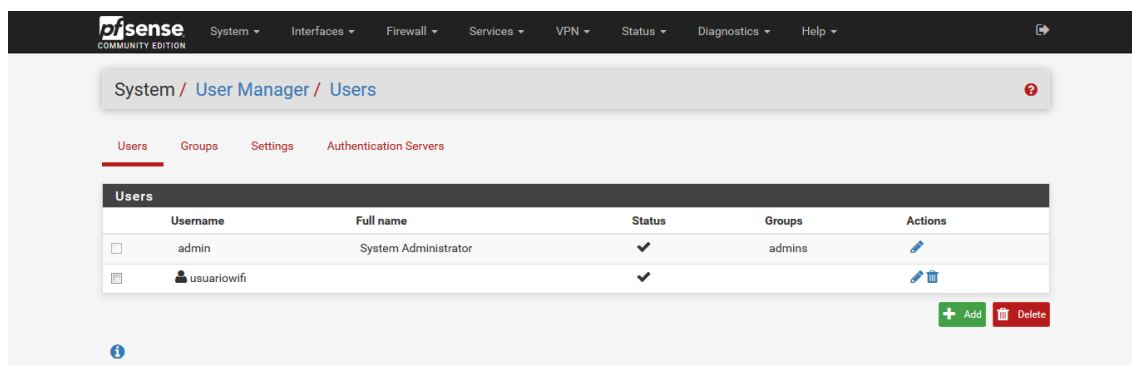 pfsense System Interfaces Firewall Services VPN Status Diagnostics Help
COMMUNITY EDITION
System / User Manager / Users
Users Groups Settings Authentication Servers
Users
Username Full name Status Groups Actions
admin System Administrator admins
usuariowifi
Add Delete